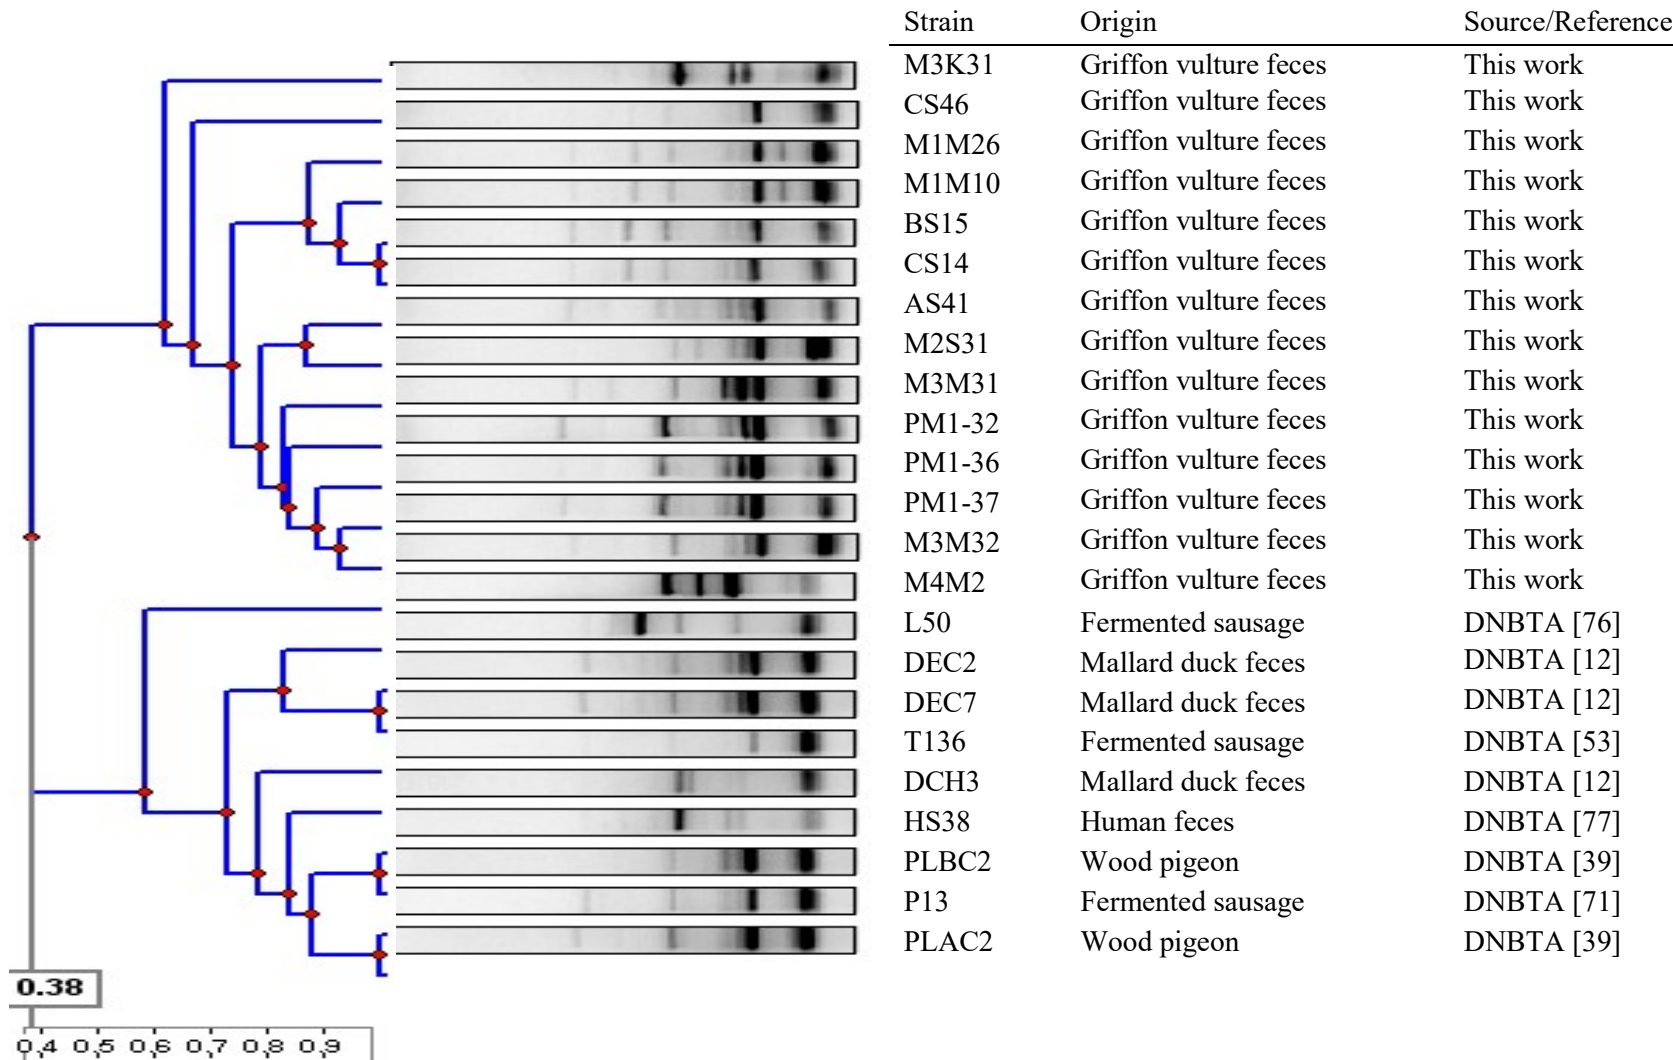 Strain Origin Source/Reference
M3K31 Griffon vulture feces This work
CS46 Griffon vulture feces This work
M1M26 Griffon vulture feces This work
M1M10 Griffon vulture feces This work
BS15 Griffon vulture feces This work
CS14 Griffon vulture feces This work
AS41 Griffon vulture feces This work
M2S31 Griffon vulture feces This work
M3M31 Griffon vulture feces This work
PM1-32 Griffon vulture feces This work
PM1-36 Griffon vulture feces This work
PM1-37 Griffon vulture feces This work
M3M32 Griffon vulture feces This work
M4M2 Griffon vulture feces This work
L50 Fermented sausage DNBTA [76]
DEC2 Mallard duck feces DNBTA [12]
DEC7 Mallard duck feces DNBTA [12]
T136 Fermented sausage DNBTA [53]
DCH3 Mallard duck feces DNBTA [12]
HS38 Human feces DNBTA [77]
PLBC2 Wood pigeon DNBTA [39]
P13 Fermented sausage DNBTA [71]
PLAC2 Wood pigeon DNBTA [39]
0.38
0,4 0,5 0,6 0,7 0,8 0,9